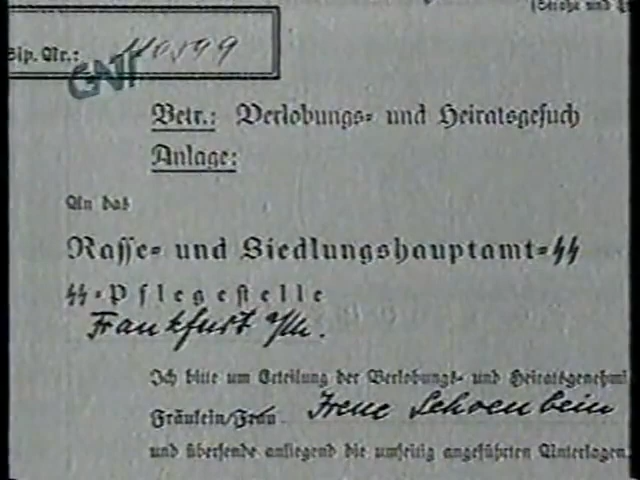 Sip. Nr.: 110399
Betr.: Verlobungs- und Heiratsgesuch
Anlage:
An das
Rasse- und Siedlungshauptamt-SS
SS-Pflegestelle
Frankfurt a/M.
Ich bitte um Erteilung der Verlobungs- und Heiratsgenehmi
Fräulein/Frau Irene Schoenbein
und übersende anliegend die umseitig angeführten Unterlagen.